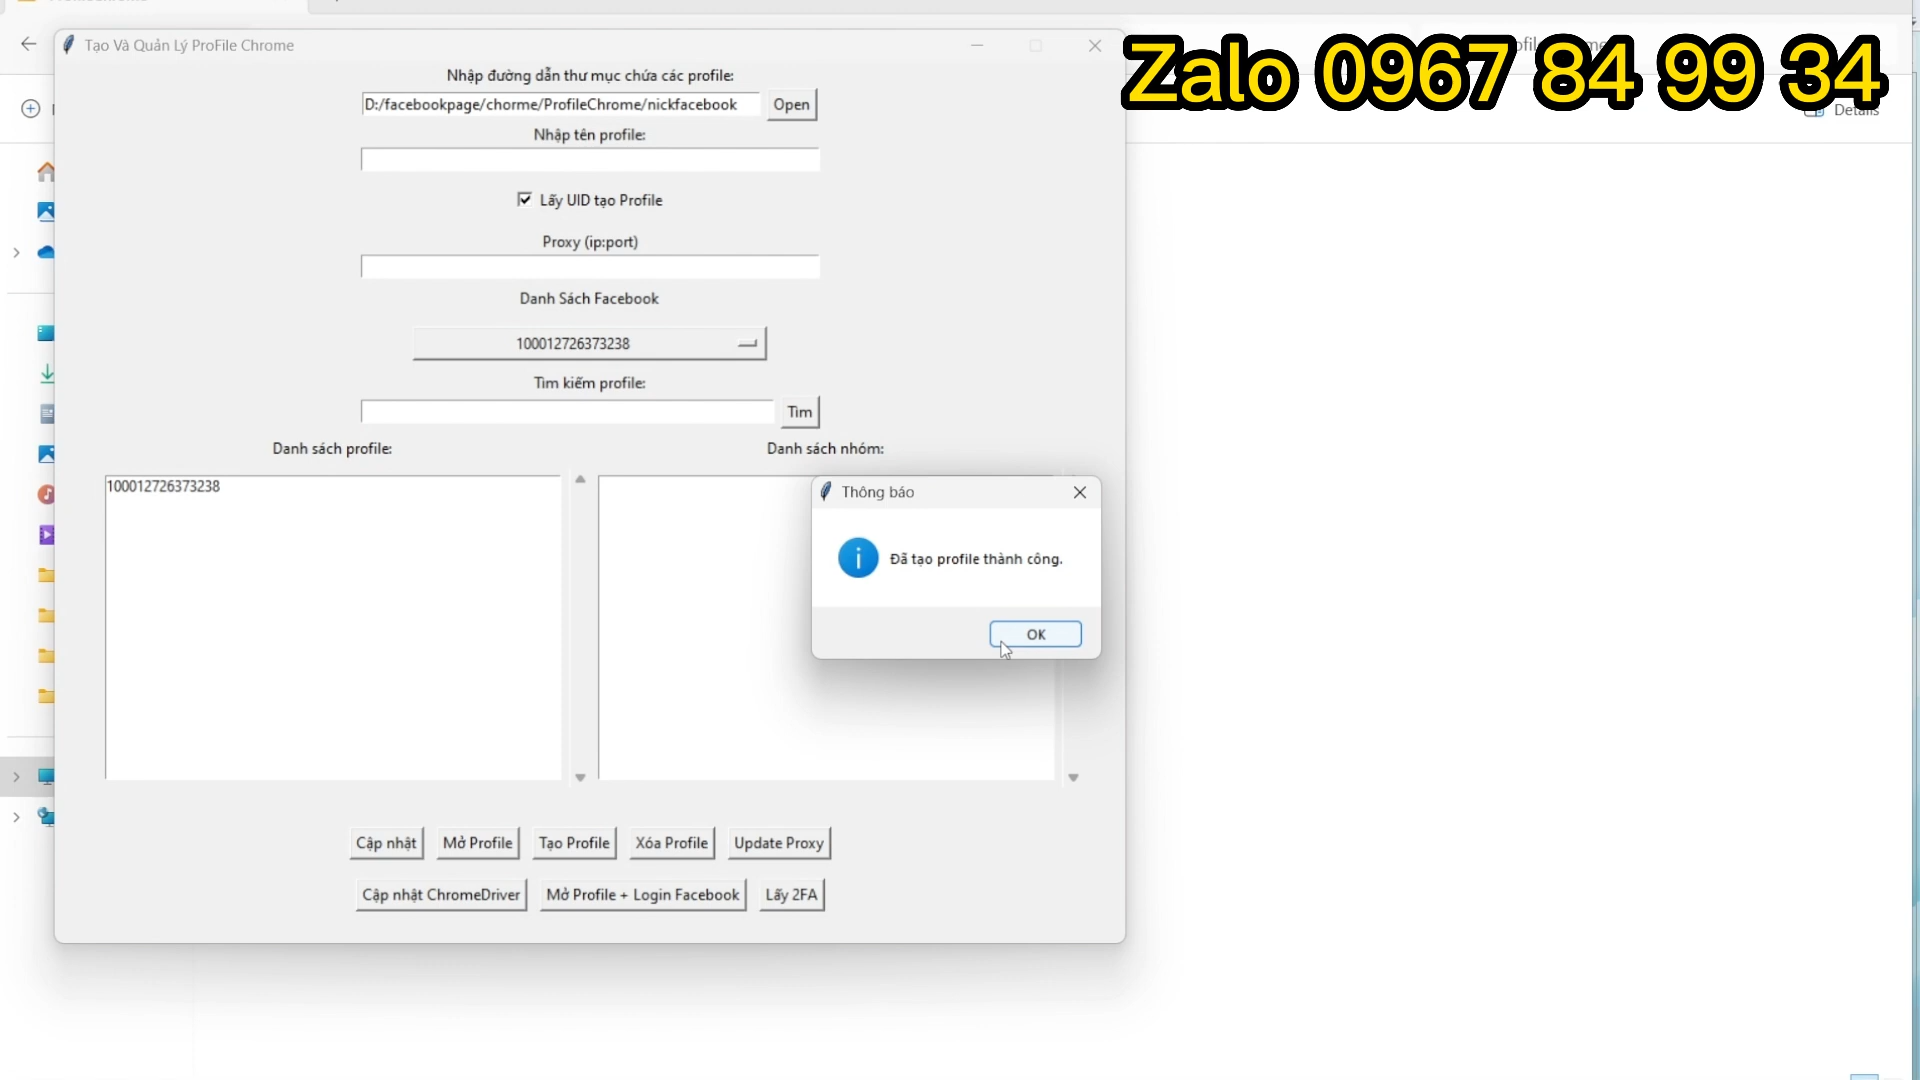 Tạo Và Quản Lý ProFile Chrome
Zalo 0967 84 99 34
Nhập đường dẫn thư mục chứa các profile:
D:/facebookpage/chorme/ProfileChrome/nickfacebook
Open
Details
Nhập tên profile:
Lấy UID tạo Profile
Proxy (ip:port)
Danh Sách Facebook
100012726373238
Tìm kiếm profile:
Tìm
Danh sách profile:
Danh sách nhóm:
100012726373238
Thông báo
Đã tạo profile thành công.
OK
Cập nhật
Mở Profile
Tạo Profile
Xóa Profile
Update Proxy
Cập nhật ChromeDriver
Mở Profile + Login Facebook
Lấy 2FA